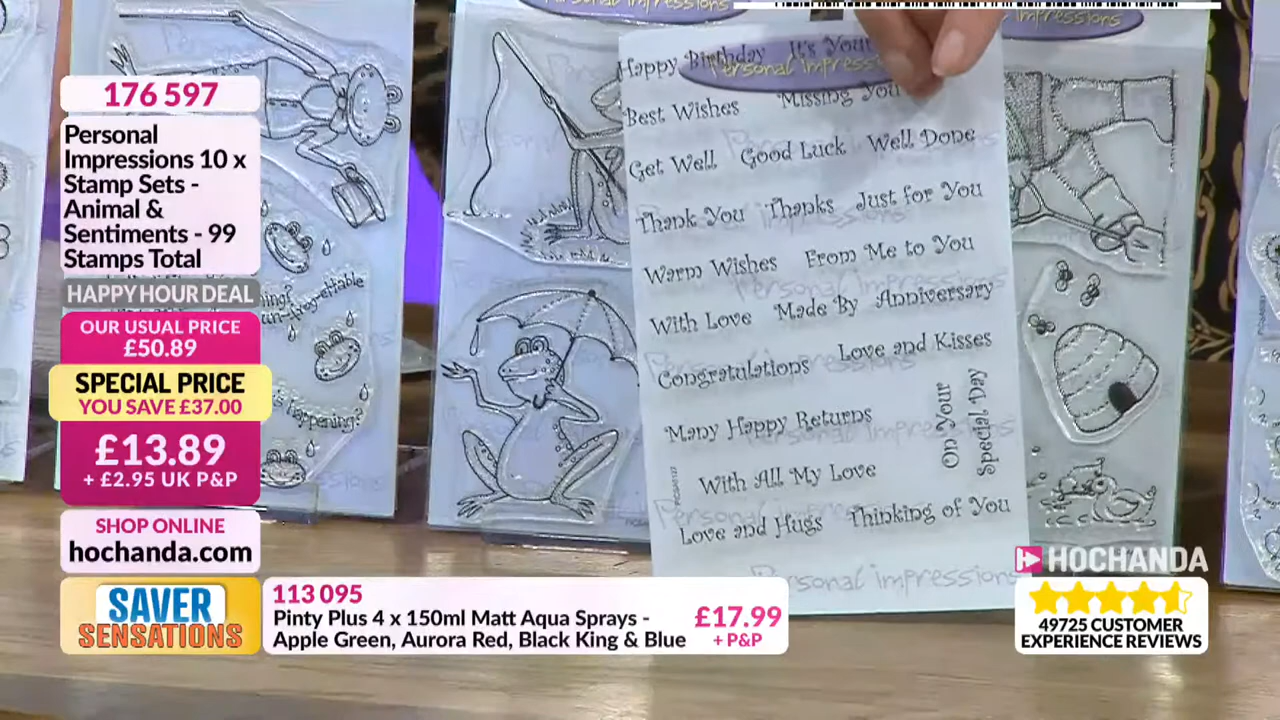 176 597
Personal
Impressions 10 x
Stamp Sets -
Animal &
Sentiments - 99
Stamps Total
HAPPY HOUR DEAL
OUR USUAL PRICE
£50.89
SPECIAL PRICE
YOU SAVE £37.00
£13.89
+ £2.95 UK P&P
SHOP ONLINE
hochanda.com
SAVER
SENSATIONS
113 095
Pinty Plus 4 x 150ml Matt Aqua Sprays -
Apple Green, Aurora Red, Black King & Blue
£17.99
+ P&P
HOCHANDA
49725 CUSTOMER
EXPERIENCE REVIEWS
Personal Impressions
Impressions
Happy Birthday It's Your
Personal Impress
Best Wishes Missing You
Get Well Good Luck Well Done
Thank You Thanks Just for You
Warm Wishes From Me to You
With Love Made By Anniversary
Congratulations Love and Kisses
Many Happy Returns
On Your
Special Day
With All My Love
Love and Hugs Thinking of You
Personal impressions
is happening?